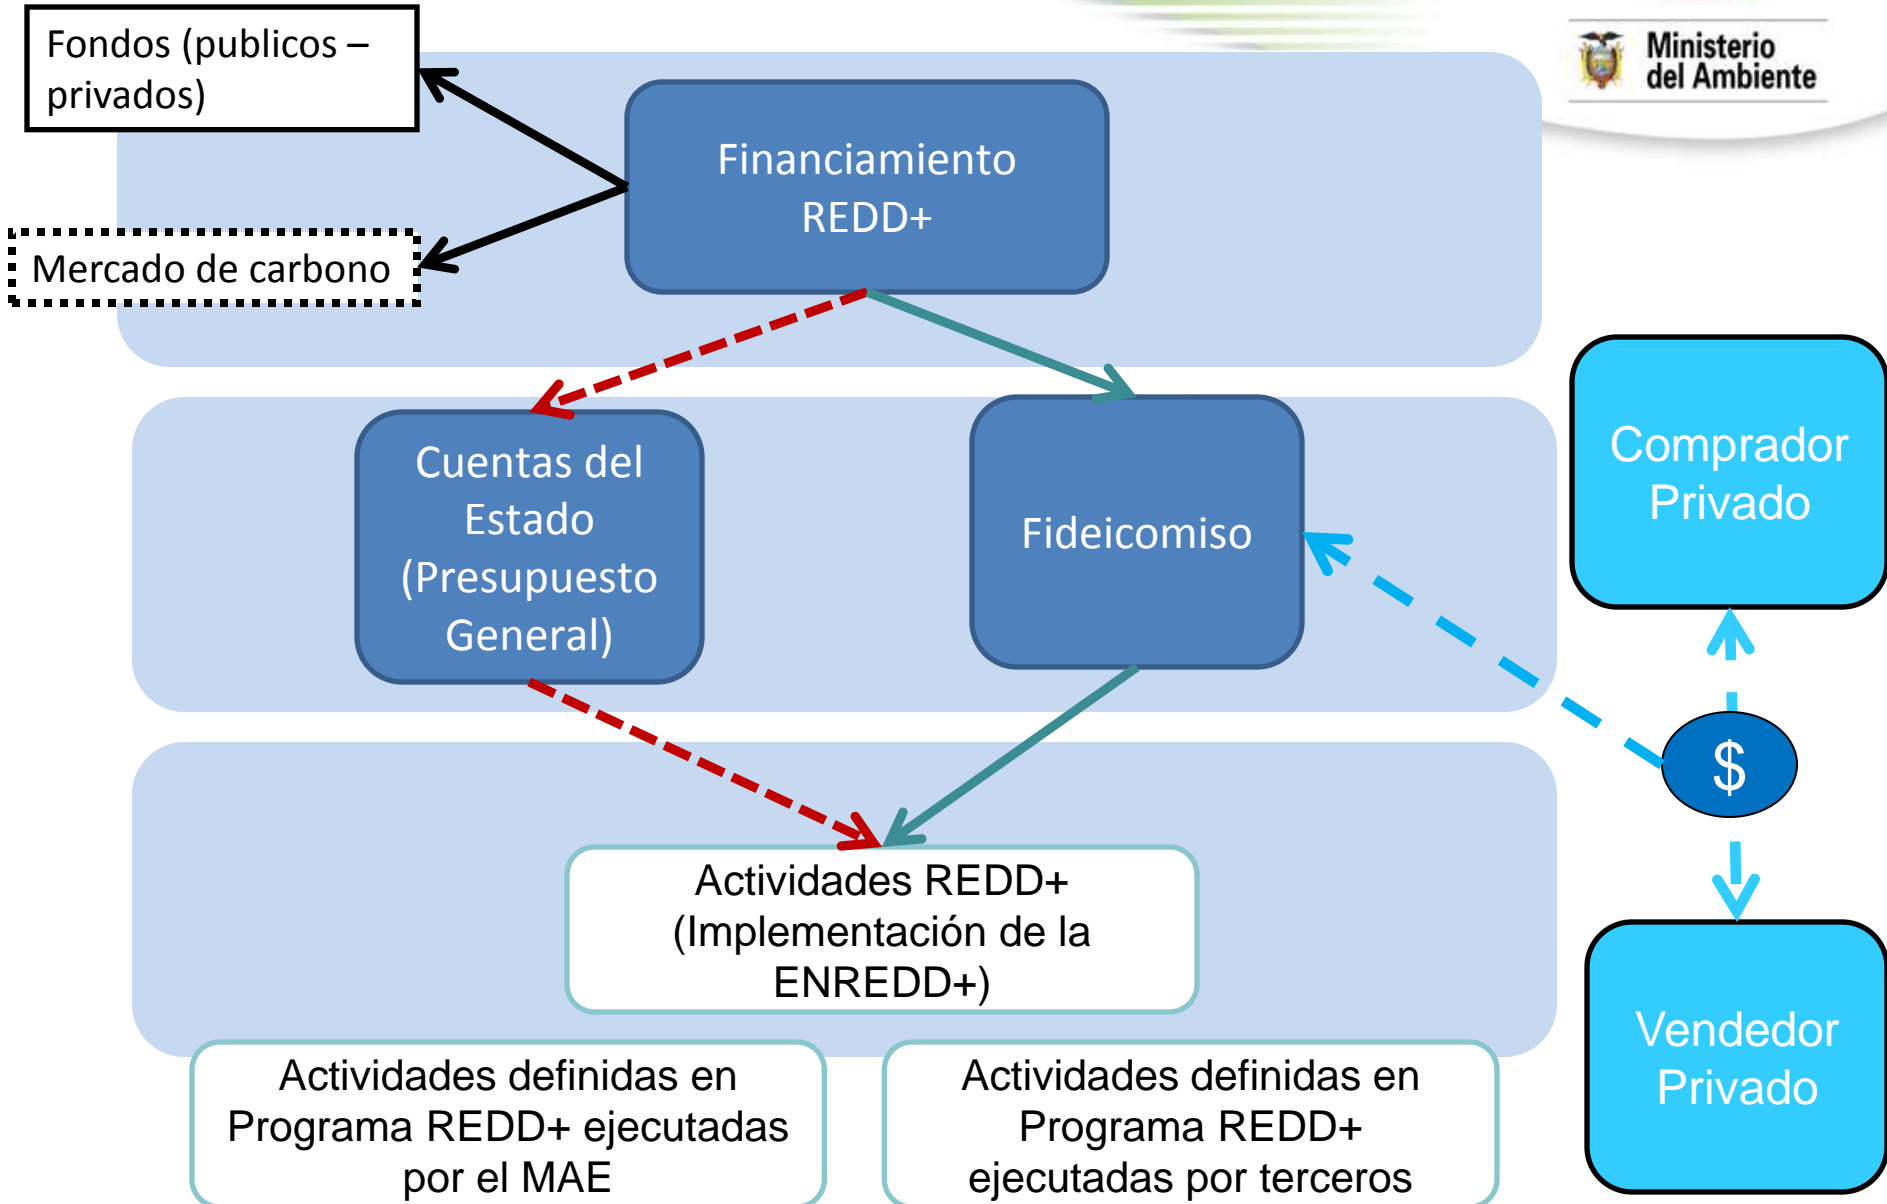 Fondos (publicos –
privados)
Ministerio
del Ambiente
Financiamiento
REDD+
Mercado de carbono
Cuentas del
Estado
(Presupuesto
General)
Fideicomiso
Comprador
Privado
$
Actividades REDD+
(Implementación de la
ENREDD+)
Vendedor
Privado
Actividades definidas en
Programa REDD+ ejecutadas
por el MAE
Actividades definidas en
Programa REDD+
ejecutadas por terceros